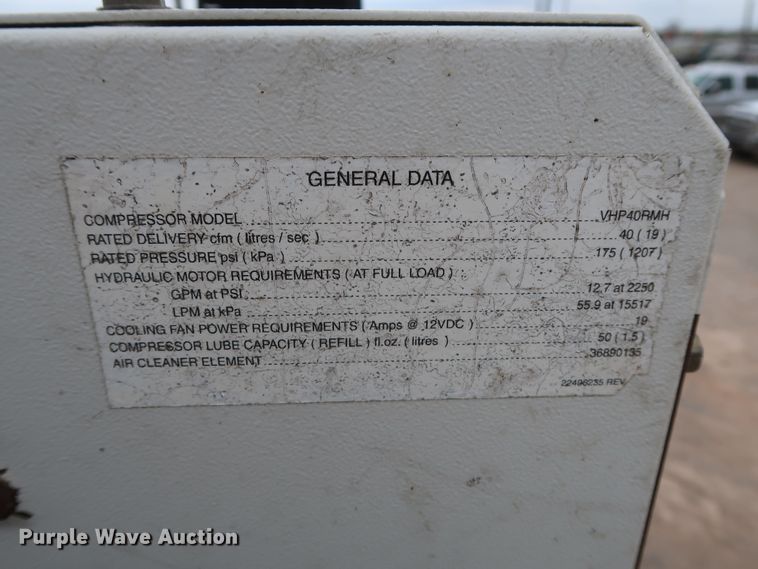 GENERAL DATA
COMPRESSOR MODEL VHP40RMH
RATED DELIVERY cfm ( litres / sec ) 40 ( 19 )
RATED PRESSURE psi ( kPa ) 175 ( 1207 )
HYDRAULIC MOTOR REQUIREMENTS ( AT FULL LOAD )
GPM at PSI 12.7 at 2250
LPM at kPa 55.9 at 15517
COOLING FAN POWER REQUIREMENTS ( Amps @ 12VDC ) 19
COMPRESSOR LUBE CAPACITY ( REFILL ) fl.oz. ( litres ) 50 ( 1.5 )
AIR CLEANER ELEMENT 36890135
22496235 REV
Purple Wave Auction